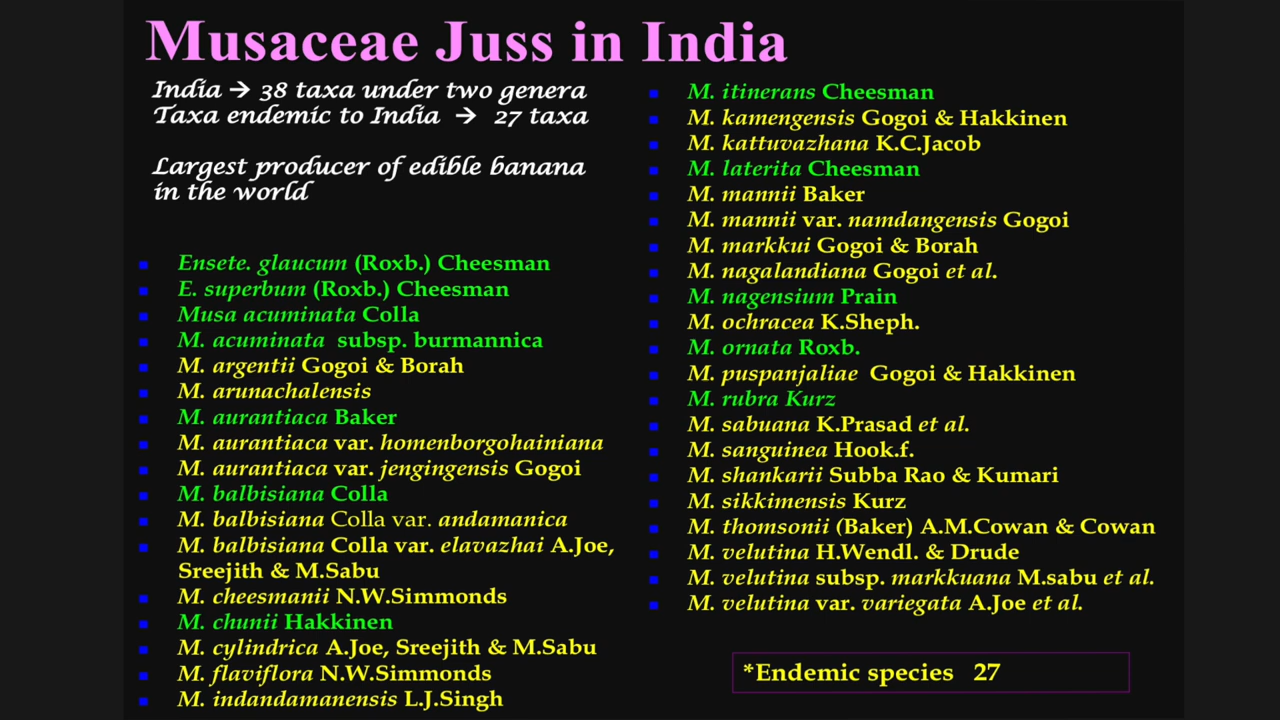 Musaceae Juss in India
India → 38 taxa under two genera
Taxa endemic to India → 27 taxa
Largest producer of edible banana
in the world
Ensete. glaucum (Roxb.) Cheesman
E. superbum (Roxb.) Cheesman
Musa acuminata Colla
M. acuminata subsp. burmannica
M. argentii Gogoi & Borah
M. arunachalensis
M. aurantiaca Baker
M. aurantiaca var. homenborgohainiana
M. aurantiaca var. jengingensis Gogoi
M. balbisiana Colla
M. balbisiana Colla var. andamanica
M. balbisiana Colla var. elavazhai A.Joe,
Sreejith & M.Sabu
M. cheesmanii N.W.Simmonds
M. chunii Hakkinen
M. cylindrica A.Joe, Sreejith & M.Sabu
M. flaviflora N.W.Simmonds
M. indandamanensis L.J.Singh
M. itinerans Cheesman
M. kamengensis Gogoi & Hakkinen
M. kattuvazhana K.C.Jacob
M. laterita Cheesman
M. mannii Baker
M. mannii var. namdangensis Gogoi
M. markkui Gogoi & Borah
M. nagalandiana Gogoi et al.
M. nagensium Prain
M. ochracea K.Sheph.
M. ornata Roxb.
M. puspanjaliae Gogoi & Hakkinen
M. rubra Kurz
M. sabuana K.Prasad et al.
M. sanguinea Hook.f.
M. shankarii Subba Rao & Kumari
M. sikkimensis Kurz
M. thomsonii (Baker) A.M.Cowan & Cowan
M. velutina H.Wendl. & Drude
M. velutina subsp. markkuana M.sabu et al.
M. velutina var. variegata A.Joe et al.
*Endemic species 27